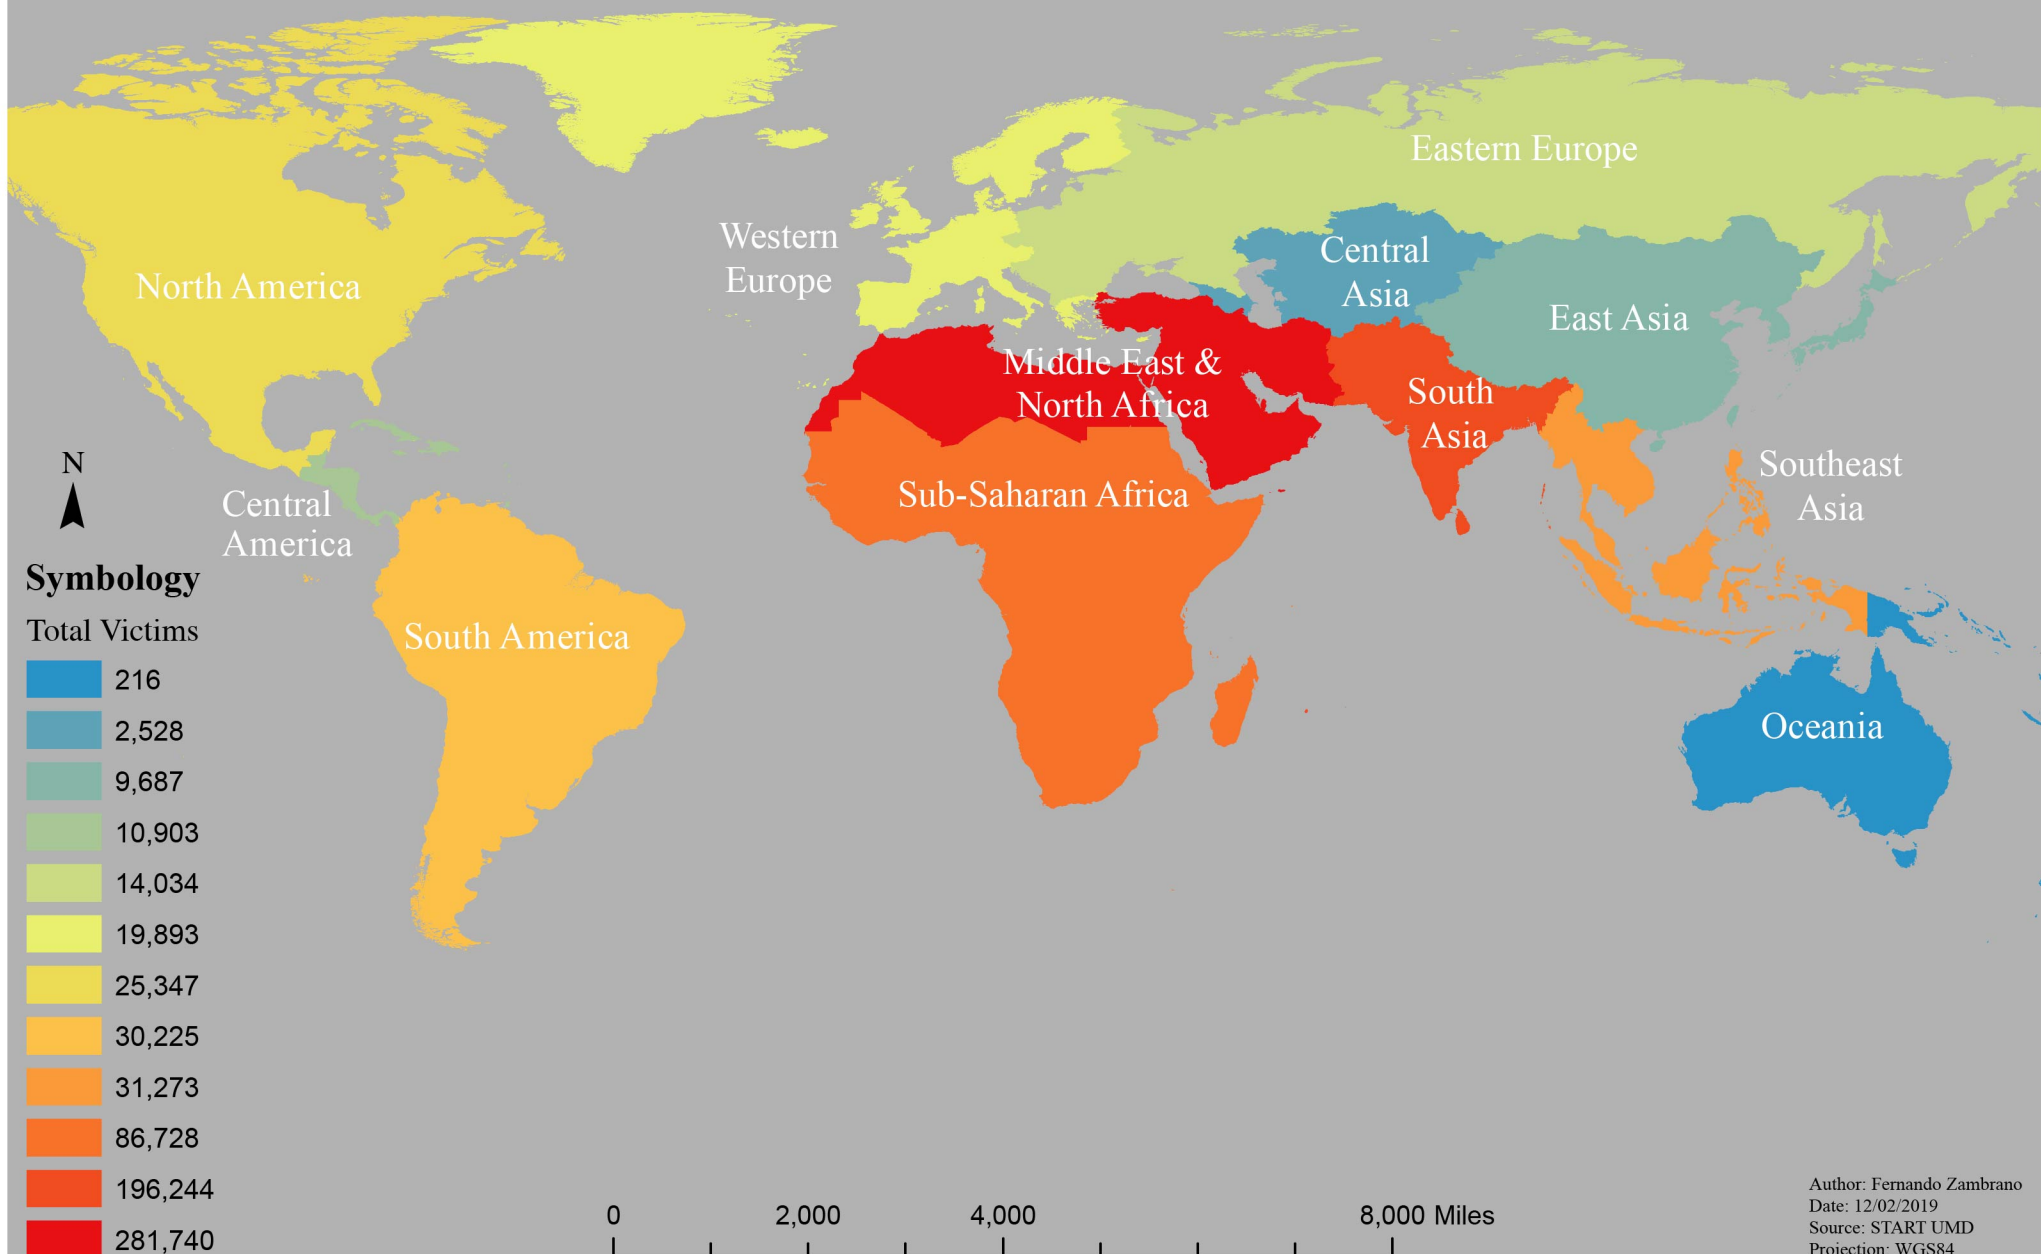 Eastern Europe
Western
Europe
Central
Asia
North America
East Asia
Middle East &
North Africa
South
Asia
N
Southeast
Asia
Sub-Saharan Africa
Central
America
South America
Oceania
Symbology
Total Victims
216
2,528
9,687
10,903
14,034
19,893
25,347
30,225
31,273
86,728
196,244
281,740
0 2,000 4,000 8,000 Miles
Author: Fernando Zambrano
Date: 12/02/2019
Source: START UMD
Projection: WGS84